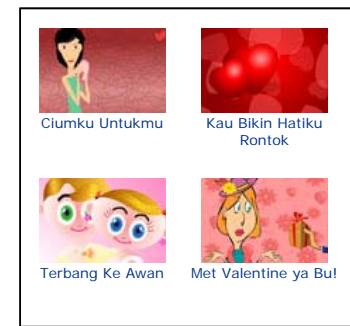 Ciumku Untukmu
Kau Bikin Hatiku
Rontok
Terbang Ke Awan
Met Valentine ya Bu!